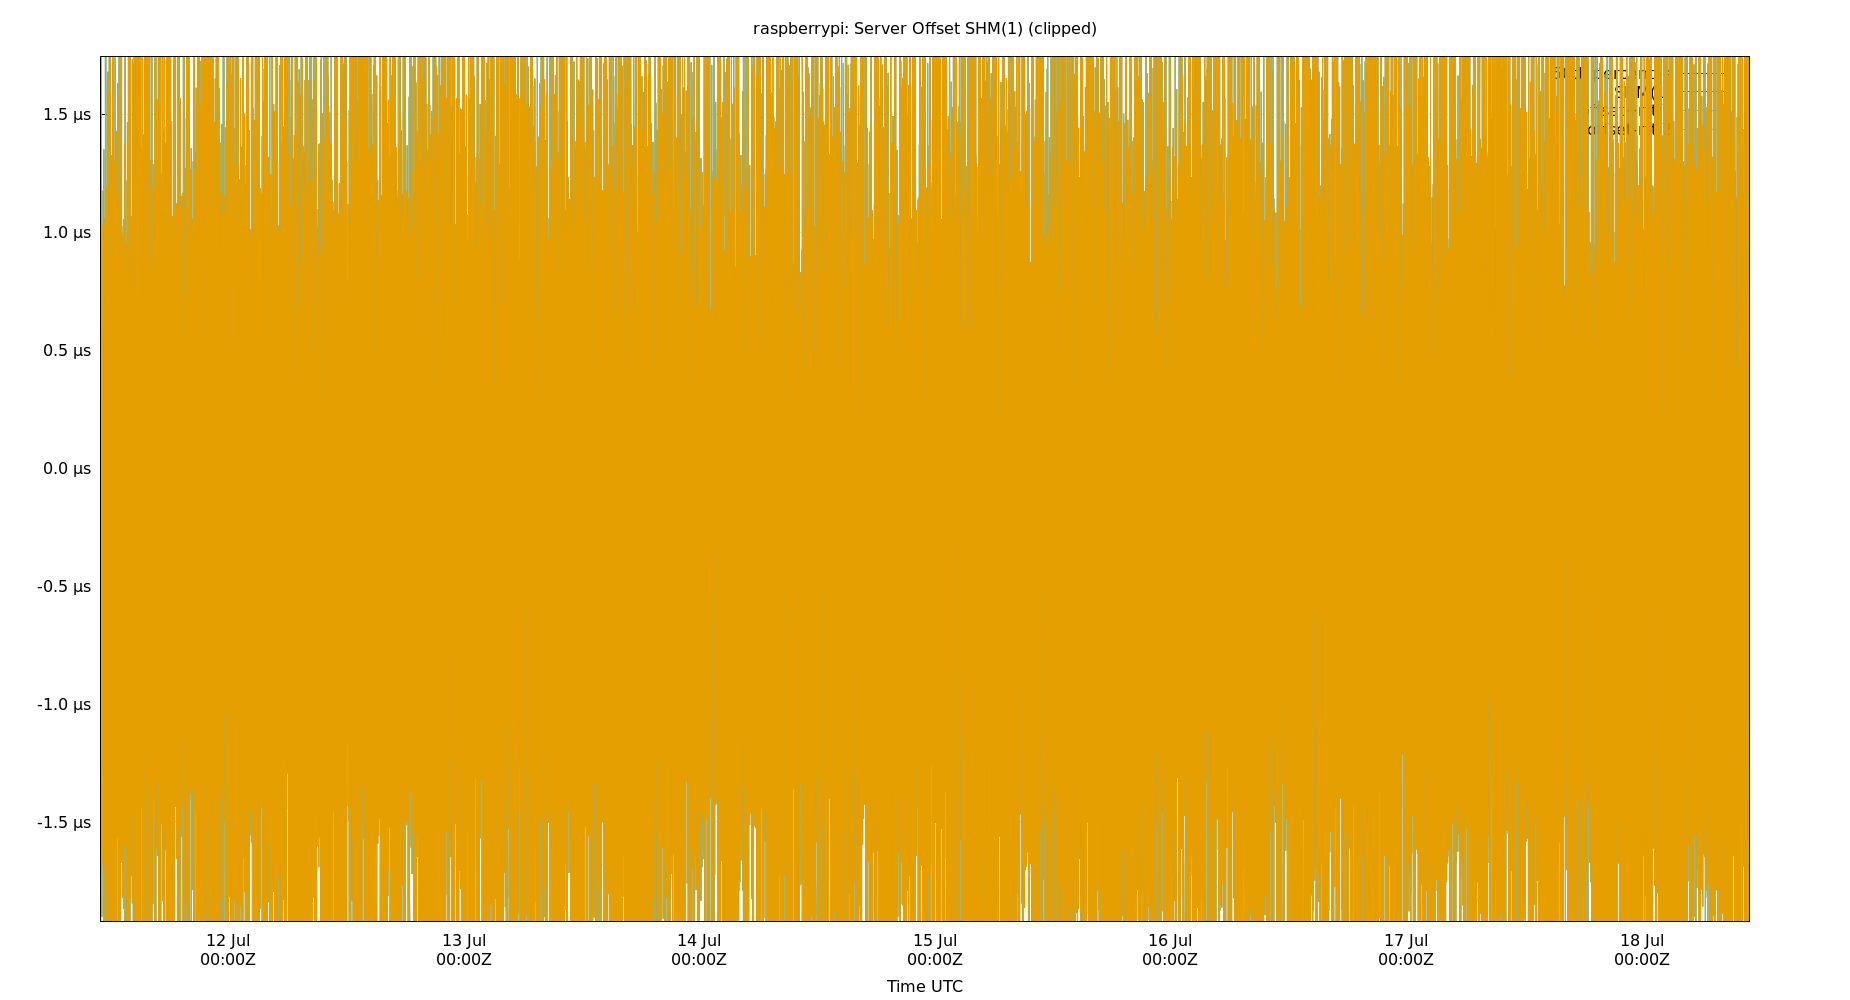 raspberrypi: Server Offset SHM(1) (clipped)
1.5 µs
1.0 µs
0.5 µs
0.0 µs
-0.5 µs
-1.0 µs
-1.5 µs
12 Jul 13 Jul 14 Jul 15 Jul 16 Jul 17 Jul 18 Jul
00:00Z 00:00Z 00:00Z 00:00Z 00:00Z 00:00Z 00:00Z
Time UTC